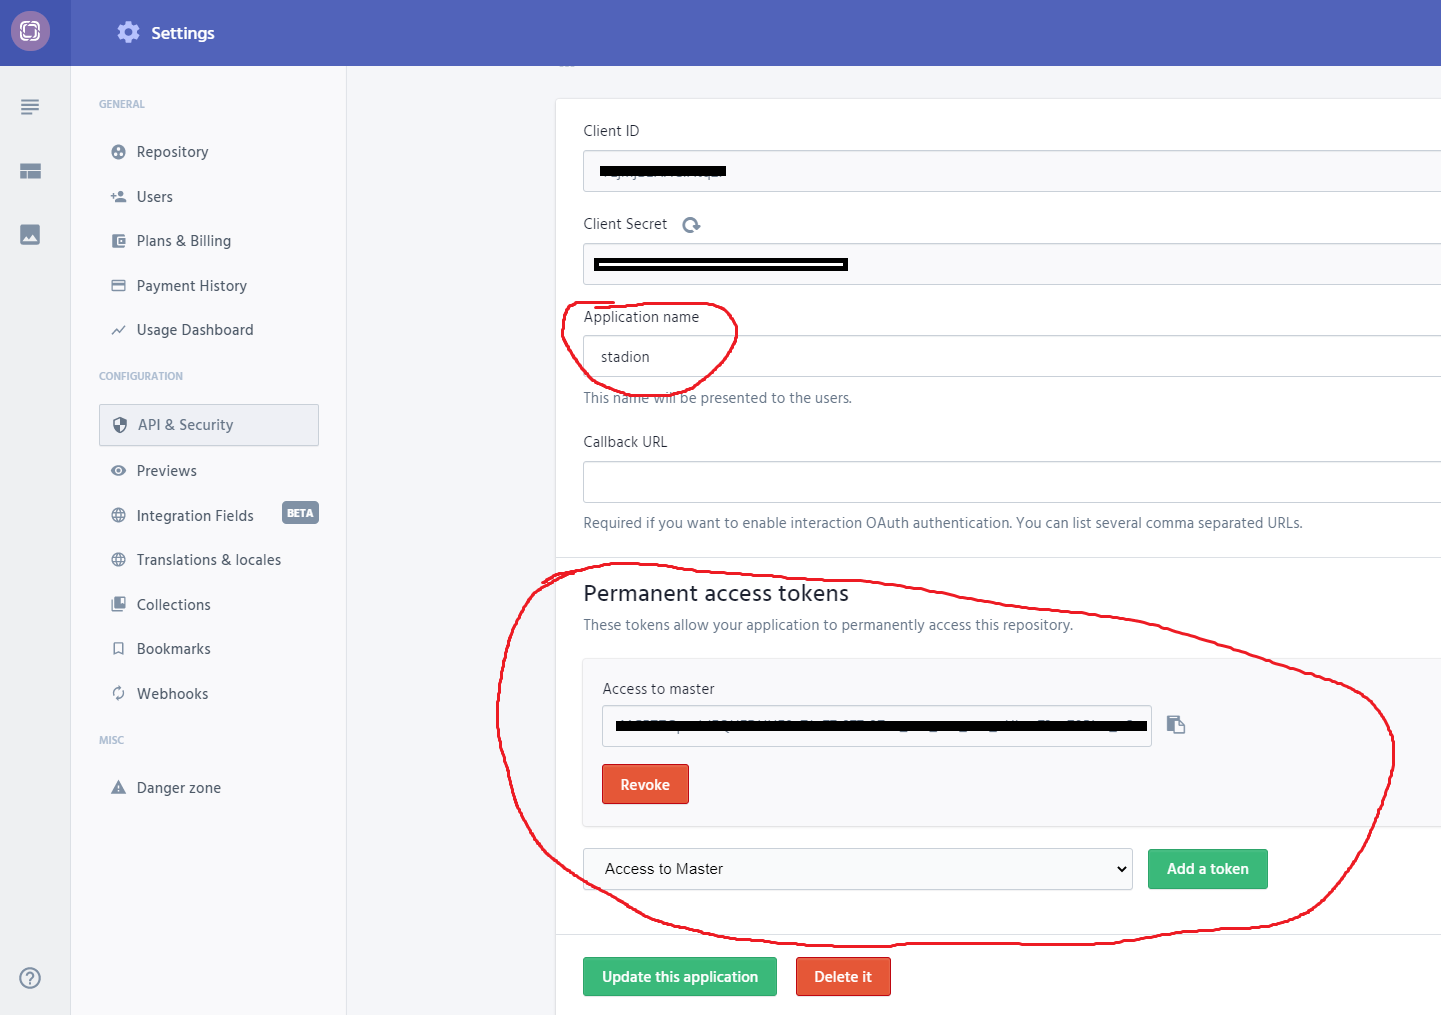 Settings
GENERAL
Repository
Users
Plans & Billing
Payment History
Usage Dashboard
CONFIGURATION
API & Security
Previews
Integration Fields BETA
Translations & locales
Collections
Bookmarks
Webhooks
MISC
Danger zone
Client ID
Client Secret
Application name
stadion
This name will be presented to the users.
Callback URL
Required if you want to enable interaction OAuth authentication. You can list several comma separated URLs.
Permanent access tokens
These tokens allow your application to permanently access this repository.
Access to master
Revoke
Access to Master
Add a token
Update this application
Delete it